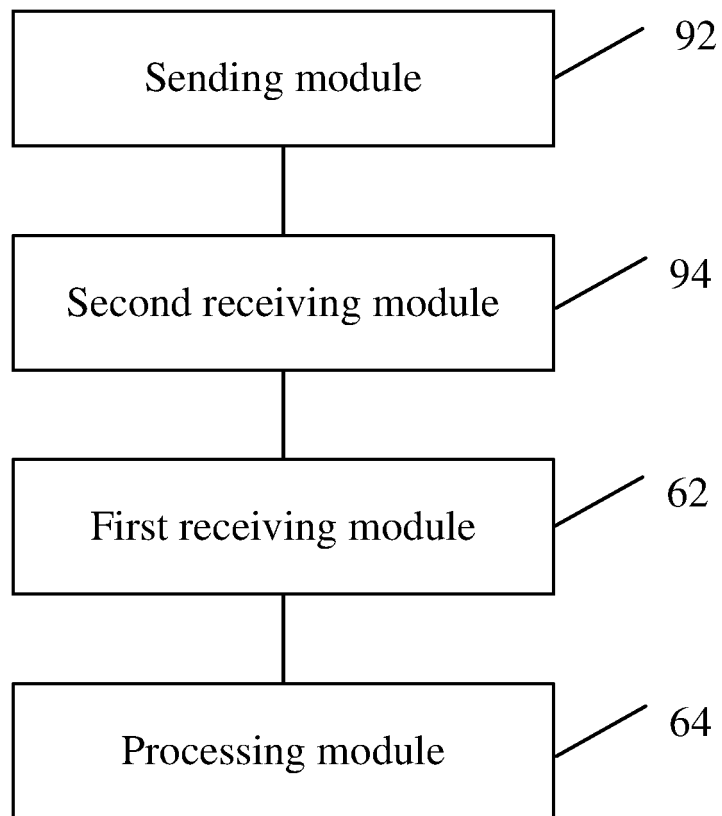 Sending module
92
Second receiving module
94
First receiving module
62
Processing module
64